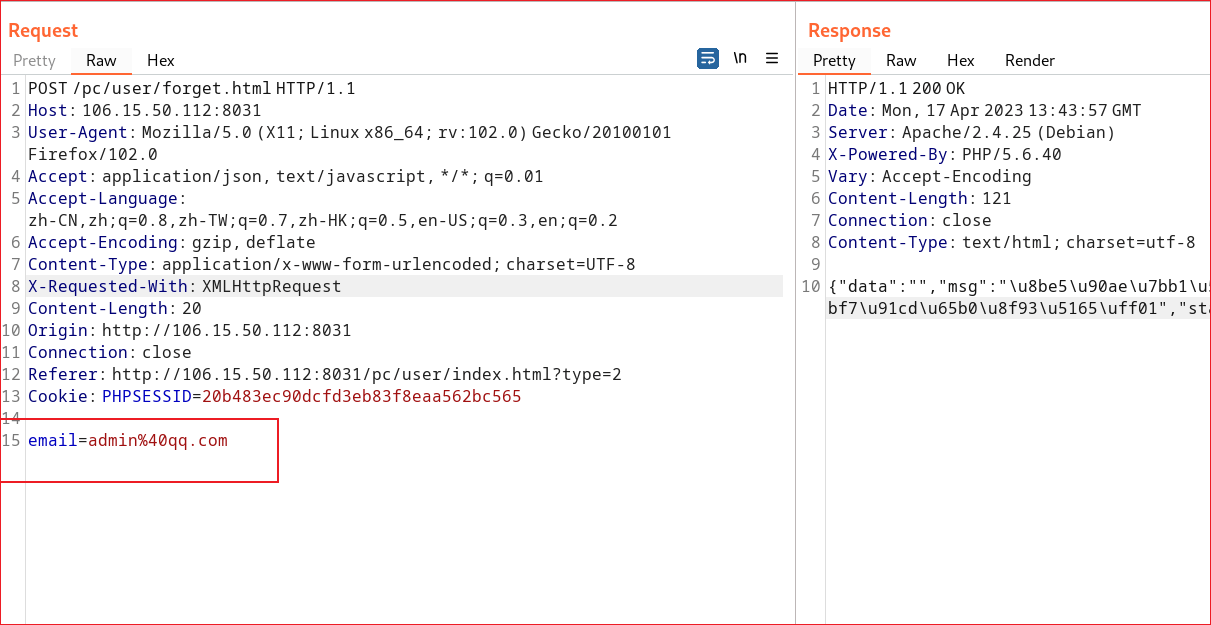 Request
Pretty Raw Hex \n
1 POST /pc/user/forget.html HTTP/1.1
2 Host: 106.15.50.112:8031
3 User-Agent: Mozilla/5.0 (X11; Linux x86_64; rv:102.0) Gecko/20100101
Firefox/102.0
4 Accept: application/json, text/javascript, */*; q=0.01
5 Accept-Language:
zh-CN,zh;q=0.8,zh-TW;q=0.7,zh-HK;q=0.5,en-US;q=0.3,en;q=0.2
6 Accept-Encoding: gzip, deflate
7 Content-Type: application/x-www-form-urlencoded; charset=UTF-8
8 X-Requested-With: XMLHttpRequest
9 Content-Length: 20
10 Origin: http://106.15.50.112:8031
11 Connection: close
12 Referer: http://106.15.50.112:8031/pc/user/index.html?type=2
13 Cookie: PHPSESSID=20b483ec90dcfd3eb83f8eaa562bc565
14
15 email=admin%40qq.com
Response
Pretty Raw Hex Render
1 HTTP/1.1 200 OK
2 Date: Mon, 17 Apr 2023 13:43:57 GMT
3 Server: Apache/2.4.25 (Debian)
4 X-Powered-By: PHP/5.6.40
5 Vary: Accept-Encoding
6 Content-Length: 121
7 Connection: close
8 Content-Type: text/html; charset=utf-8
9
10 {"data":"","msg":"\u8be5\u90ae\u7bb1\u
bf7\u91cd\u65b0\u8f93\u5165\uff01","st